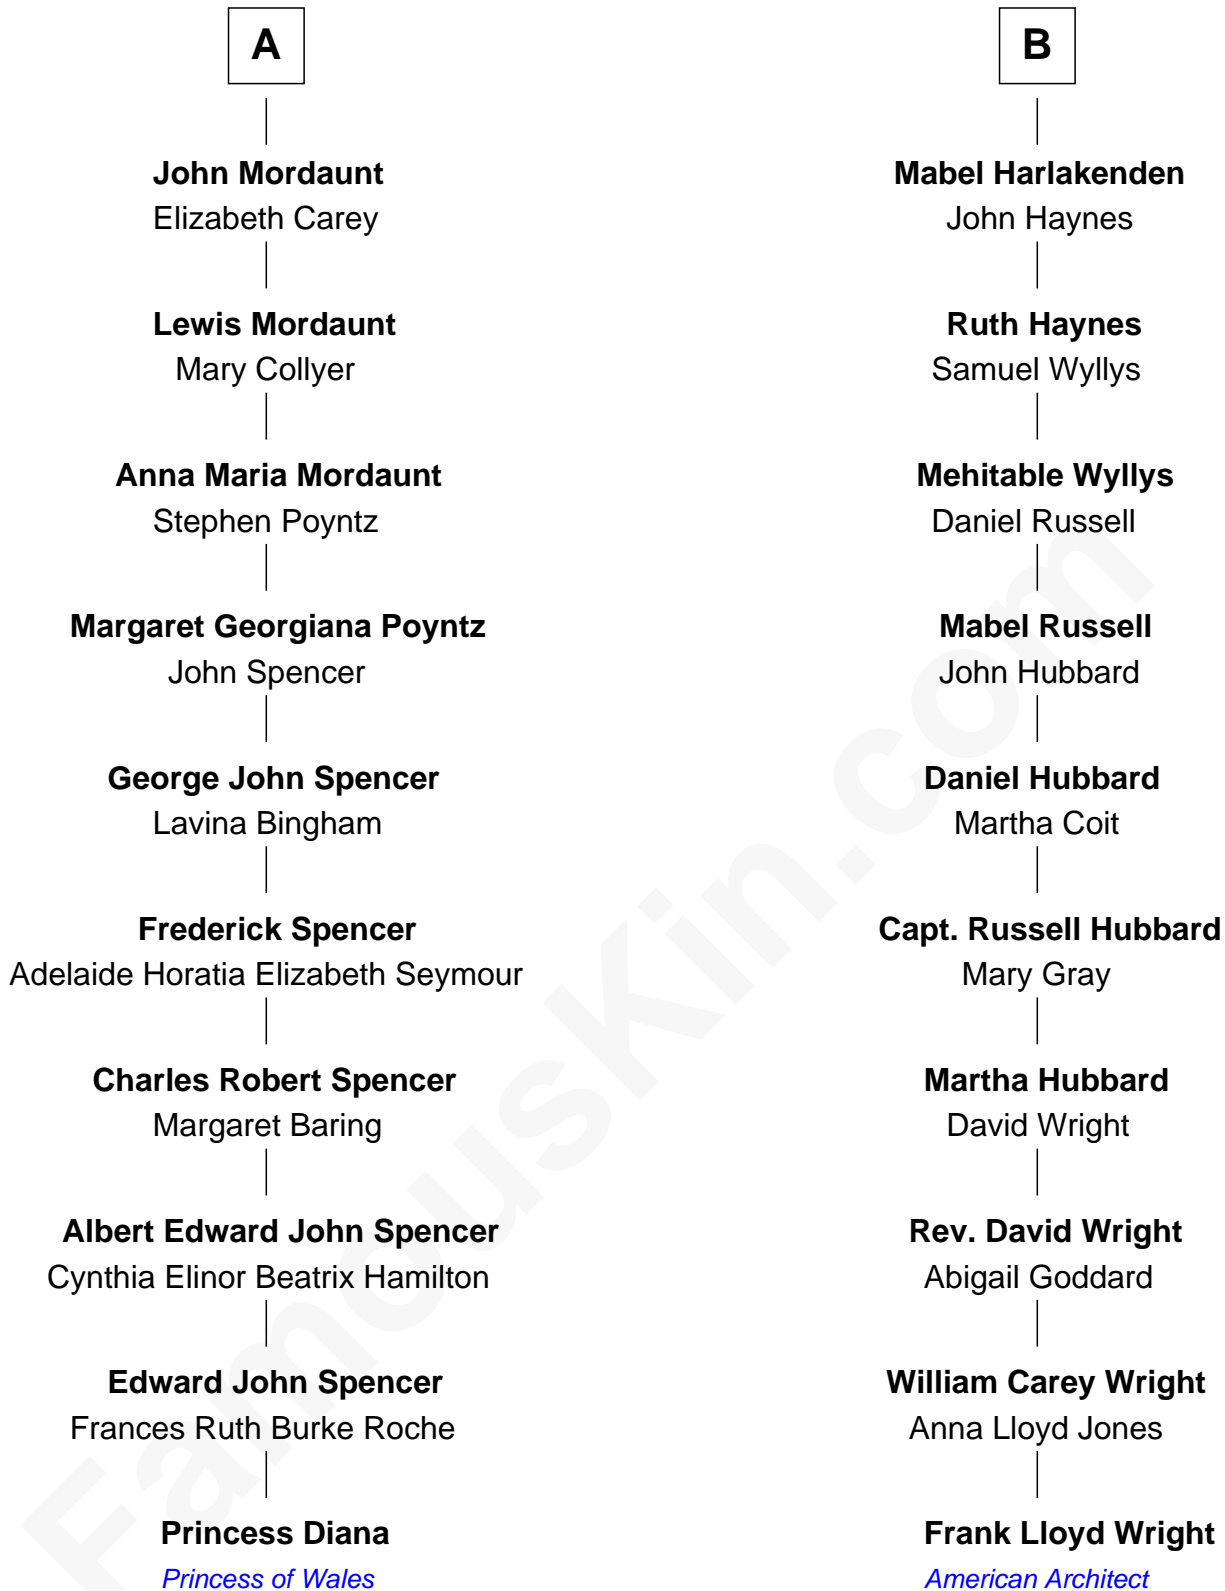 A
John Mordaunt
Elizabeth Carey
Lewis Mordaunt
Mary Collyer
Anna Maria Mordaunt
Stephen Poyntz
Margaret Georgiana Poyntz
John Spencer
George John Spencer
Lavina Bingham
Frederick Spencer
Adelaide Horatia Elizabeth Seymour
Charles Robert Spencer
Margaret Baring
Albert Edward John Spencer
Cynthia Elinor Beatrix Hamilton
Edward John Spencer
Frances Ruth Burke Roche
Princess Diana
Princess of Wales
B
Mabel Harlakenden
John Haynes
Ruth Haynes
Samuel Wyllys
Mehitable Wyllys
Daniel Russell
Mabel Russell
John Hubbard
Daniel Hubbard
Martha Coit
Capt. Russell Hubbard
Mary Gray
Martha Hubbard
David Wright
Rev. David Wright
Abigail Goddard
William Carey Wright
Anna Lloyd Jones
Frank Lloyd Wright
American Architect
FamousKin.com